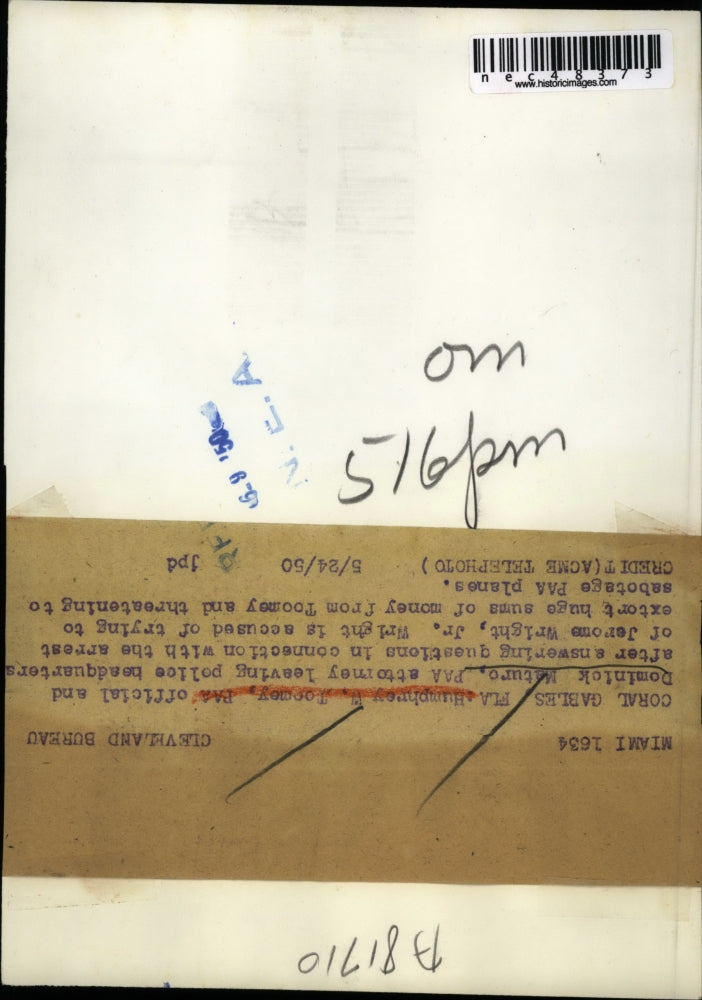 nec48373
www.historicimages.com
om
516pm
N.E.A
MIAMI 1634 CLEVELAND BUREAU
CORAL GABLES FLA.Humphrey W. Toomey, PAA official and
Dominick Maturo, PAA attorney leaving police headquarters
after answering questions in connection with the arrest
of Jerome Wright, Jr. Wright is accused of trying to
extort huge sums of money from Toomey and threatening to
sabotage PAA planes.
CREDIT (ACME TELEPHOTO) 5/24/50 jpd
A81710